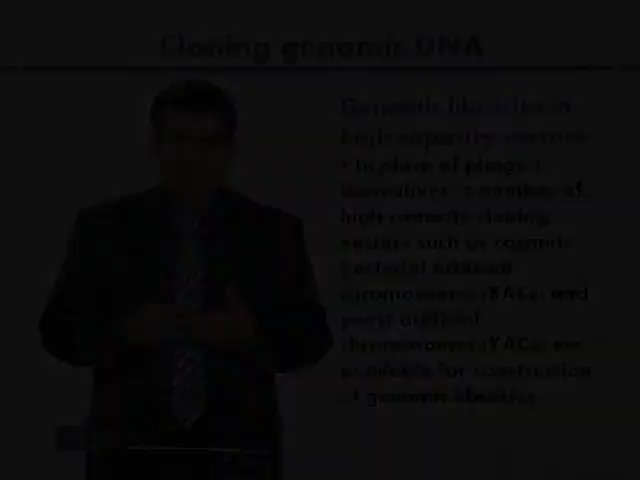 Cloning genomic DNA
Genomic libraries in
high capacity vectors
• In place of phage λ
derivatives, a number of
high capacity cloning
vectors such as cosmids,
bacterial artificial
chromosomes (BACs) and
yeast artificial
chromosomes (YACs) are
available for construction
of genomic libraries.